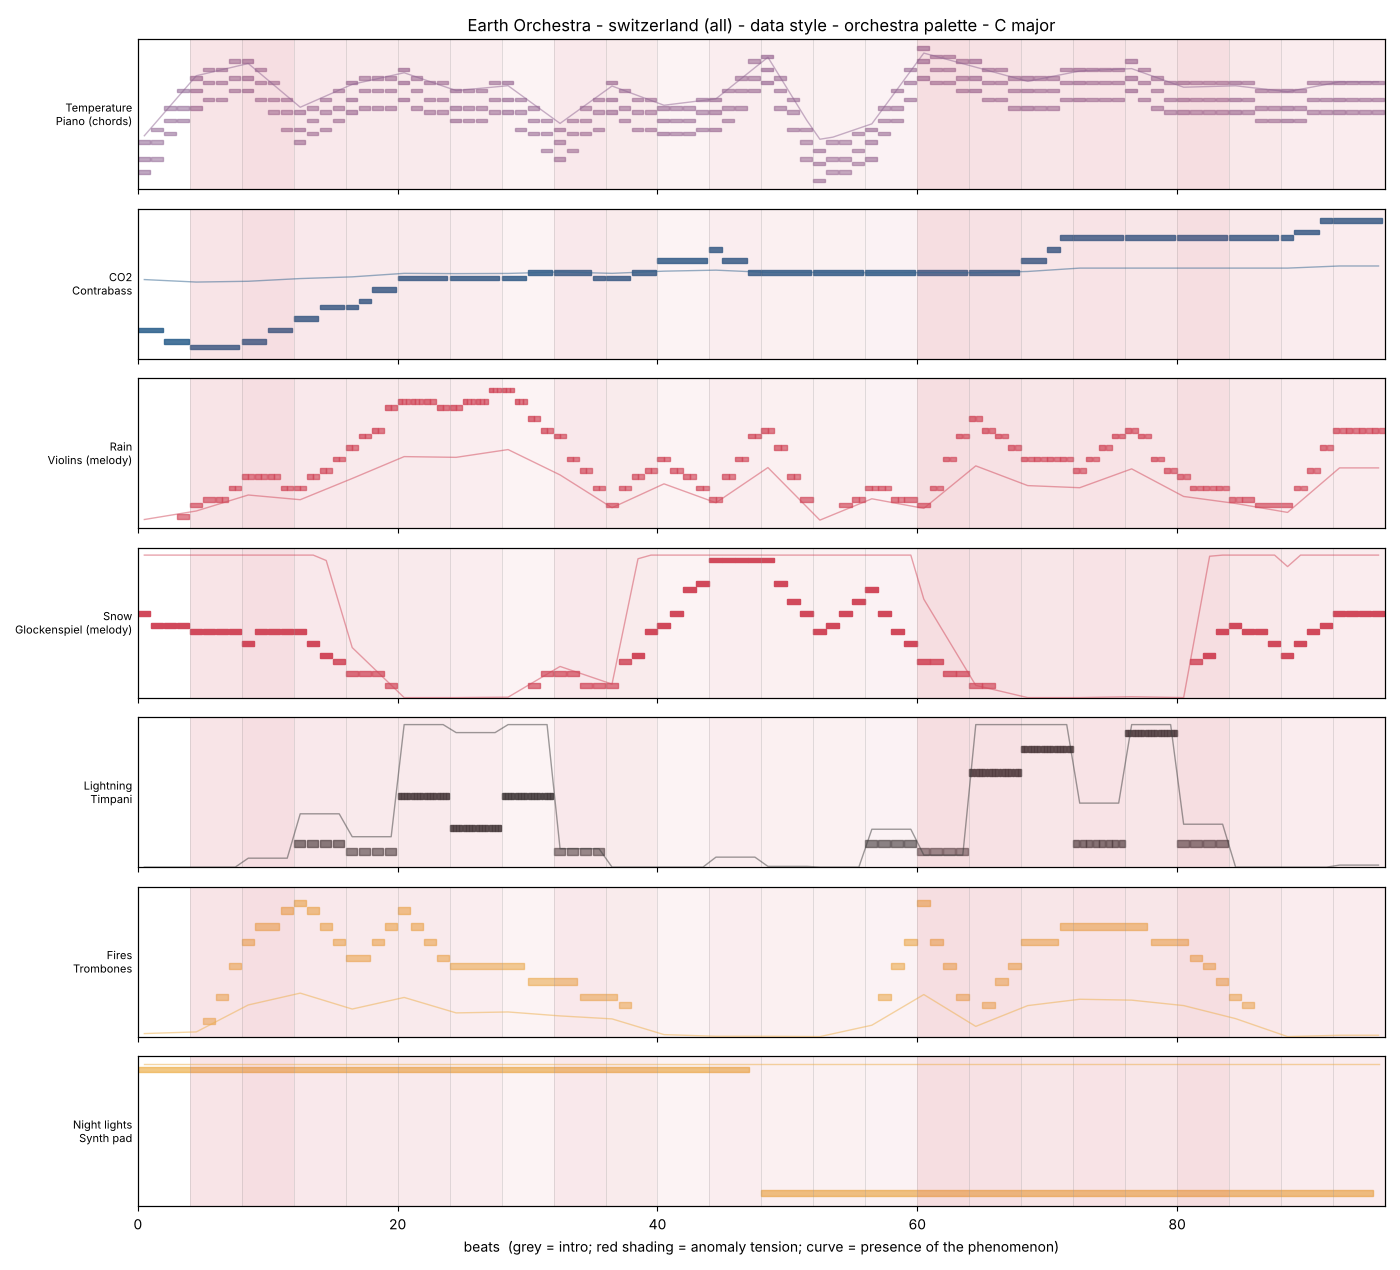 Earth Orchestra - switzerland (all) - data style - orchestra palette - C major
Temperature
Piano (chords)
CO2
Contrabass
Rain
Violins (melody)
Snow
Glockenspiel (melody)
Lightning
Timpani
Fires
Trombones
Night lights
Synth pad
0 20 40 60 80
beats  (grey = intro; red shading = anomaly tension; curve = presence of the phenomenon)